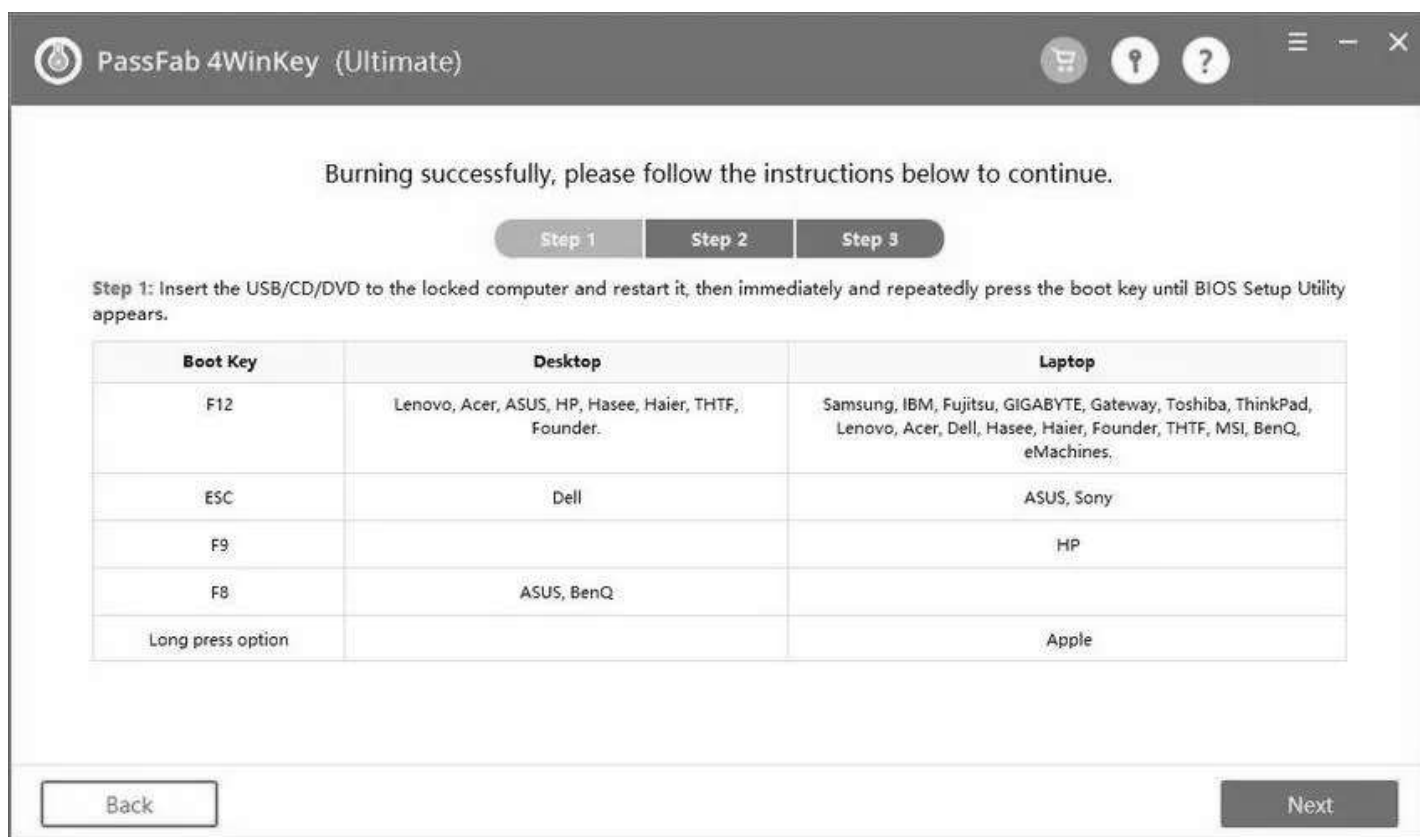 PassFab 4WinKey (Ultimate)
?
Burning successfully, please follow the instructions below to continue.
Step 1 Step 2 Step 3
Step 1: Insert the USB/CD/DVD to the locked computer and restart it, then immediately and repeatedly press the boot key until BIOS Setup Utility
appears.
Boot Key Desktop Laptop
F12 Lenovo, Acer, ASUS, HP, Hasee, Haier, THTF, Samsung, IBM, Fujitsu, GIGABYTE, Gateway, Toshiba, ThinkPad,
Founder. Lenovo, Acer, Dell, Hasee, Haier, Founder, THTF, MSI, BenQ,
eMachines.
ESC Dell ASUS, Sony
F9 HP
F8 ASUS, BenQ
Long press option Apple
Back Next